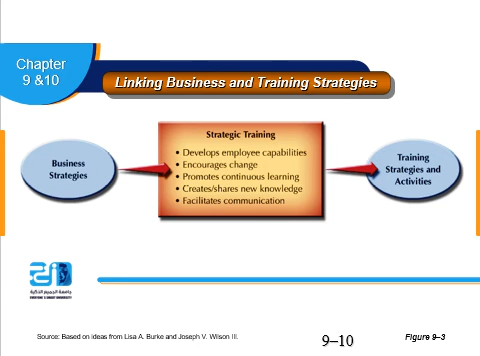 Chapter
9 &10
Linking Business and Training Strategies
Business
Strategies
Strategic Training
• Develops employee capabilities
• Encourages change
• Promotes continuous learning
• Creates/shares new knowledge
• Facilitates communication
Training
Strategies and
Activities
Source: Based on ideas from Lisa A. Burke and Joseph V. Wilson III.
9–10
Figure 9–3